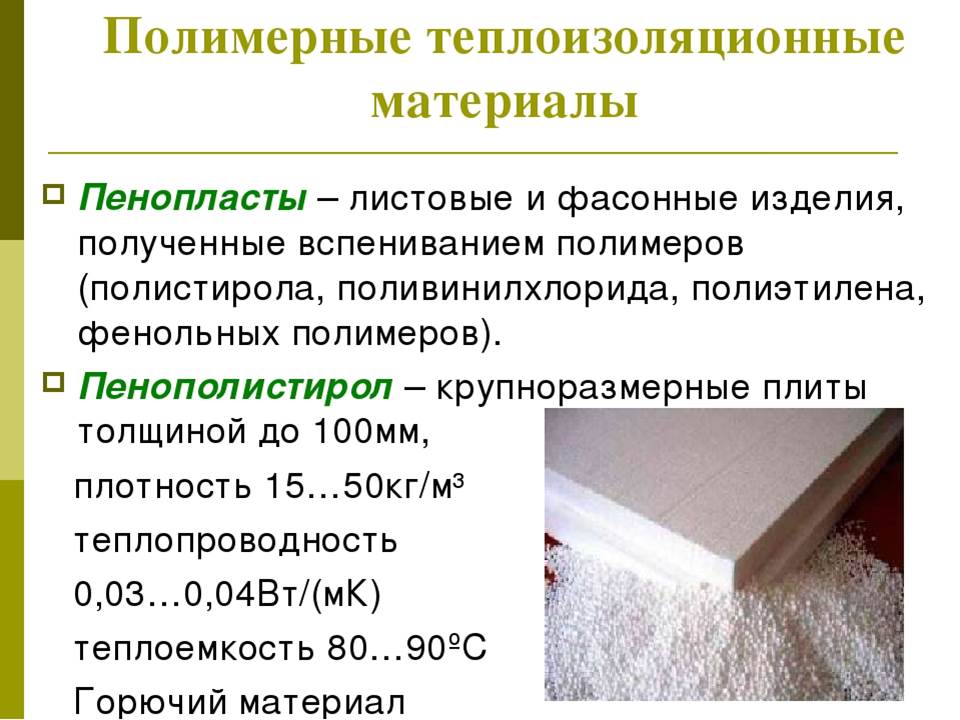 Полимерные теплоизоляционные
материалы
Пенопласты – листовые и фасонные изделия,
полученные вспениванием полимеров
(полистирола, поливинилхлорида, полиэтилена,
фенольных полимеров).
Пенополистирол – крупноразмерные плиты
толщиной до 100мм,
плотность 15…50кг/м³
теплопроводность
0,03…0,04Вт/(мК)
теплоемкость 80…90ºС
Горючий материал